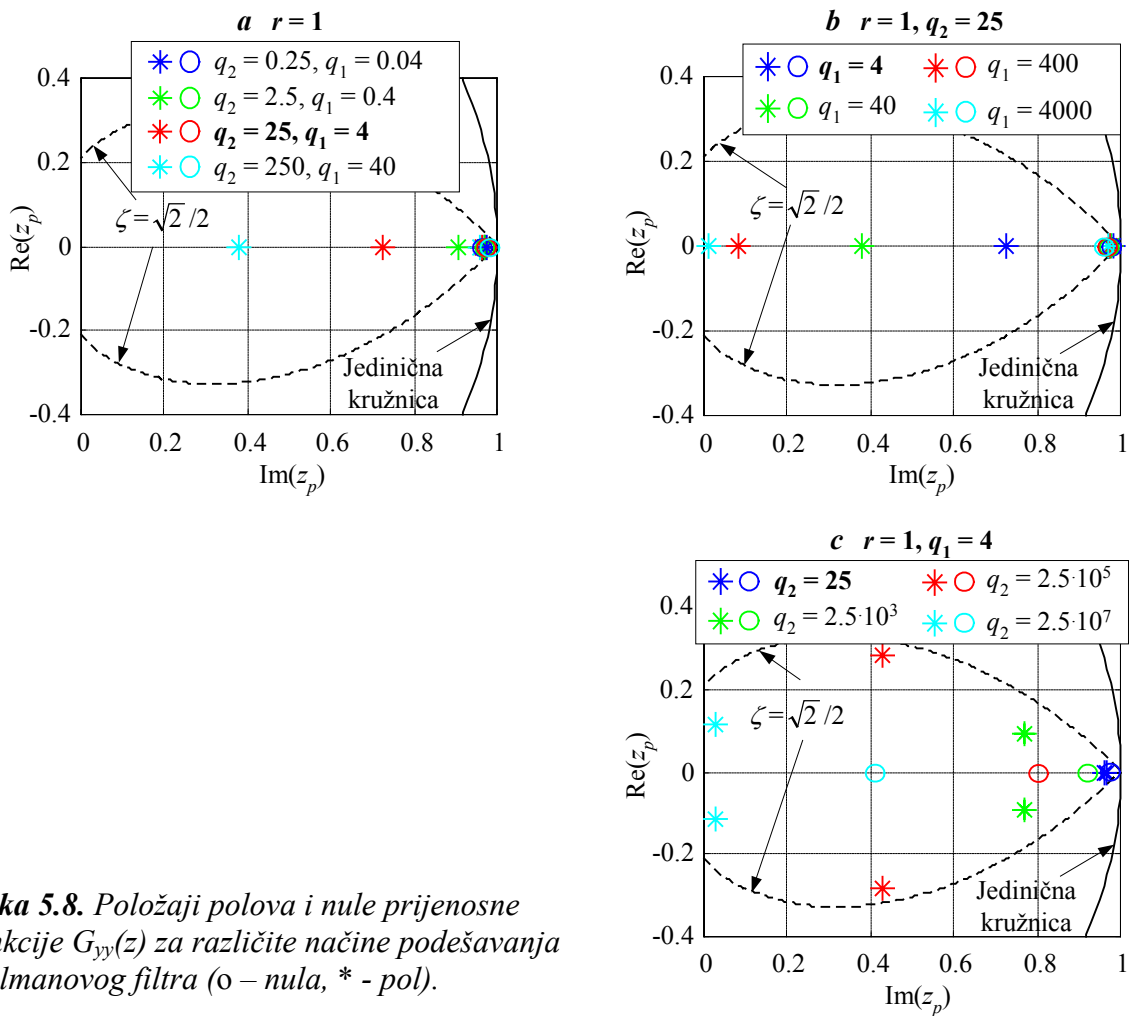 a r = 1
q2 = 0.25, q1 = 0.04
q2 = 2.5, q1 = 0.4
q2 = 25, q1 = 4
q2 = 250, q1 = 40
0.4
0.2
0
-0.2
-0.4
Re(zp)
ζ = √2 /2
Jedinična
kružnica
0 0.2 0.4 0.6 0.8 1
Im(zp)
b r = 1, q2 = 25
q1 = 4 q1 = 400
q1 = 40 q1 = 4000
0.4
0.2
0
-0.2
-0.4
Re(zp)
ζ = √2 /2
Jedinična
kružnica
0 0.2 0.4 0.6 0.8 1
Im(zp)
c r = 1, q1 = 4
q2 = 25 q2 = 2.5·10⁵
q2 = 2.5·10³ q2 = 2.5·10⁷
0.4
0.2
0
-0.2
-0.4
Re(zp)
ζ = √2 /2
Jedinična
kružnica
0 0.2 0.4 0.6 0.8 1
Im(zp)
ka 5.8. Položaji polova i nule prijenosne
kcije Gyy(z) za različite načine podešavanja
lmanovog filtra (o – nula, * - pol).